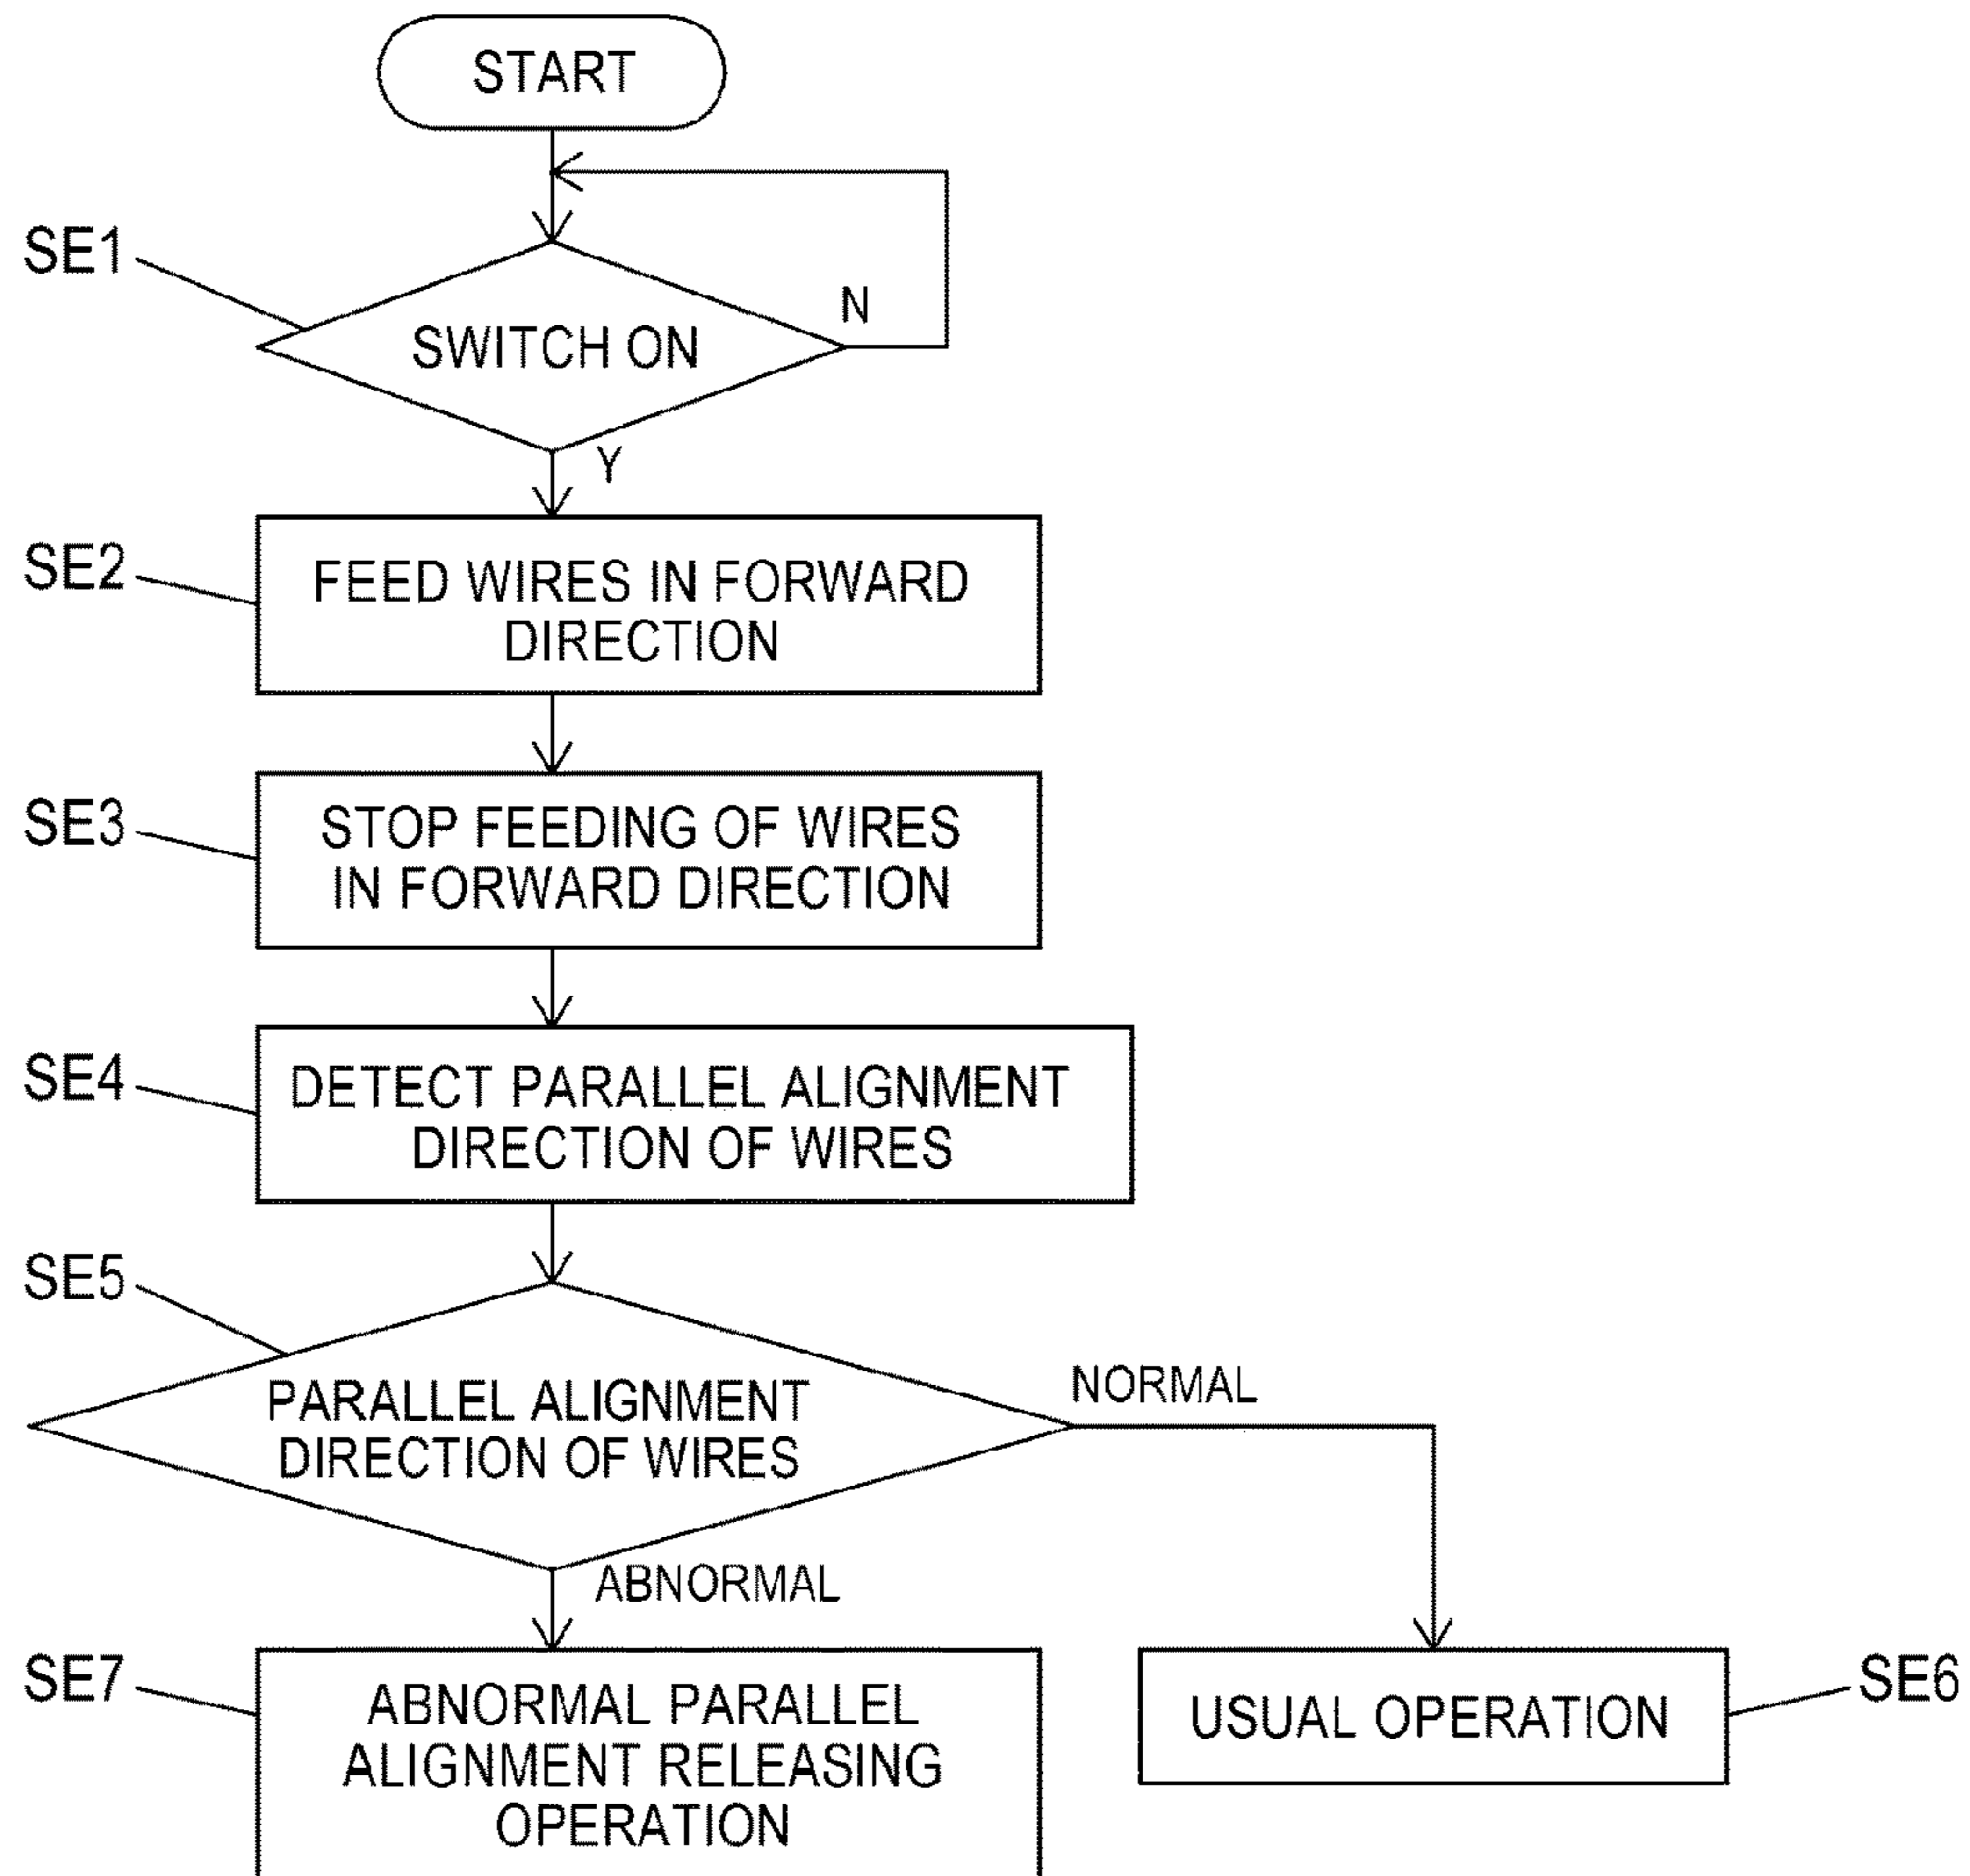 START
SE1
N
SWITCH ON
Y
SE2
FEED WIRES IN FORWARD
DIRECTION
SE3
STOP FEEDING OF WIRES
IN FORWARD DIRECTION
SE4
DETECT PARALLEL ALIGNMENT
DIRECTION OF WIRES
SE5
PARALLEL ALIGNMENT
DIRECTION OF WIRES
NORMAL
ABNORMAL
SE7
ABNORMAL PARALLEL
ALIGNMENT RELEASING
OPERATION
USUAL OPERATION
SE6